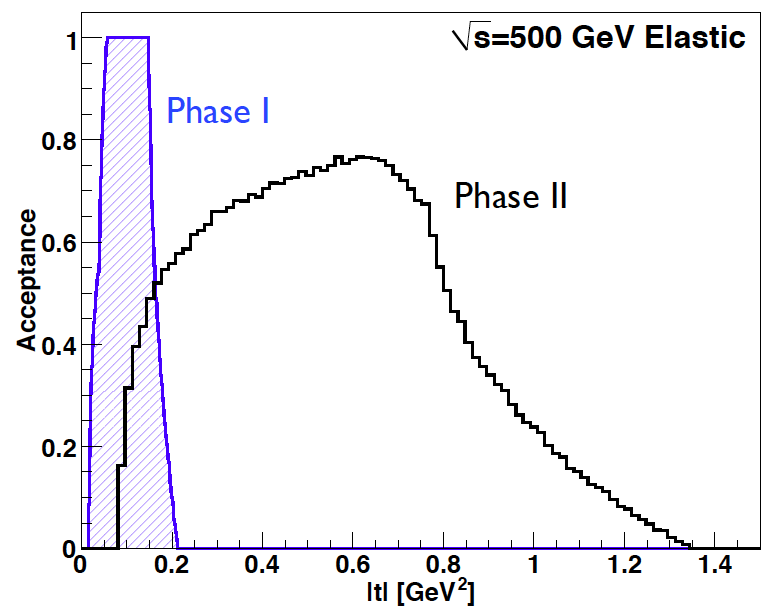 √s=500 GeV Elastic
Phase I
Phase II
Acceptance
1
0.8
0.6
0.4
0.2
0
0 0.2 0.4 0.6 0.8 1 1.2 1.4
|t| [GeV²]